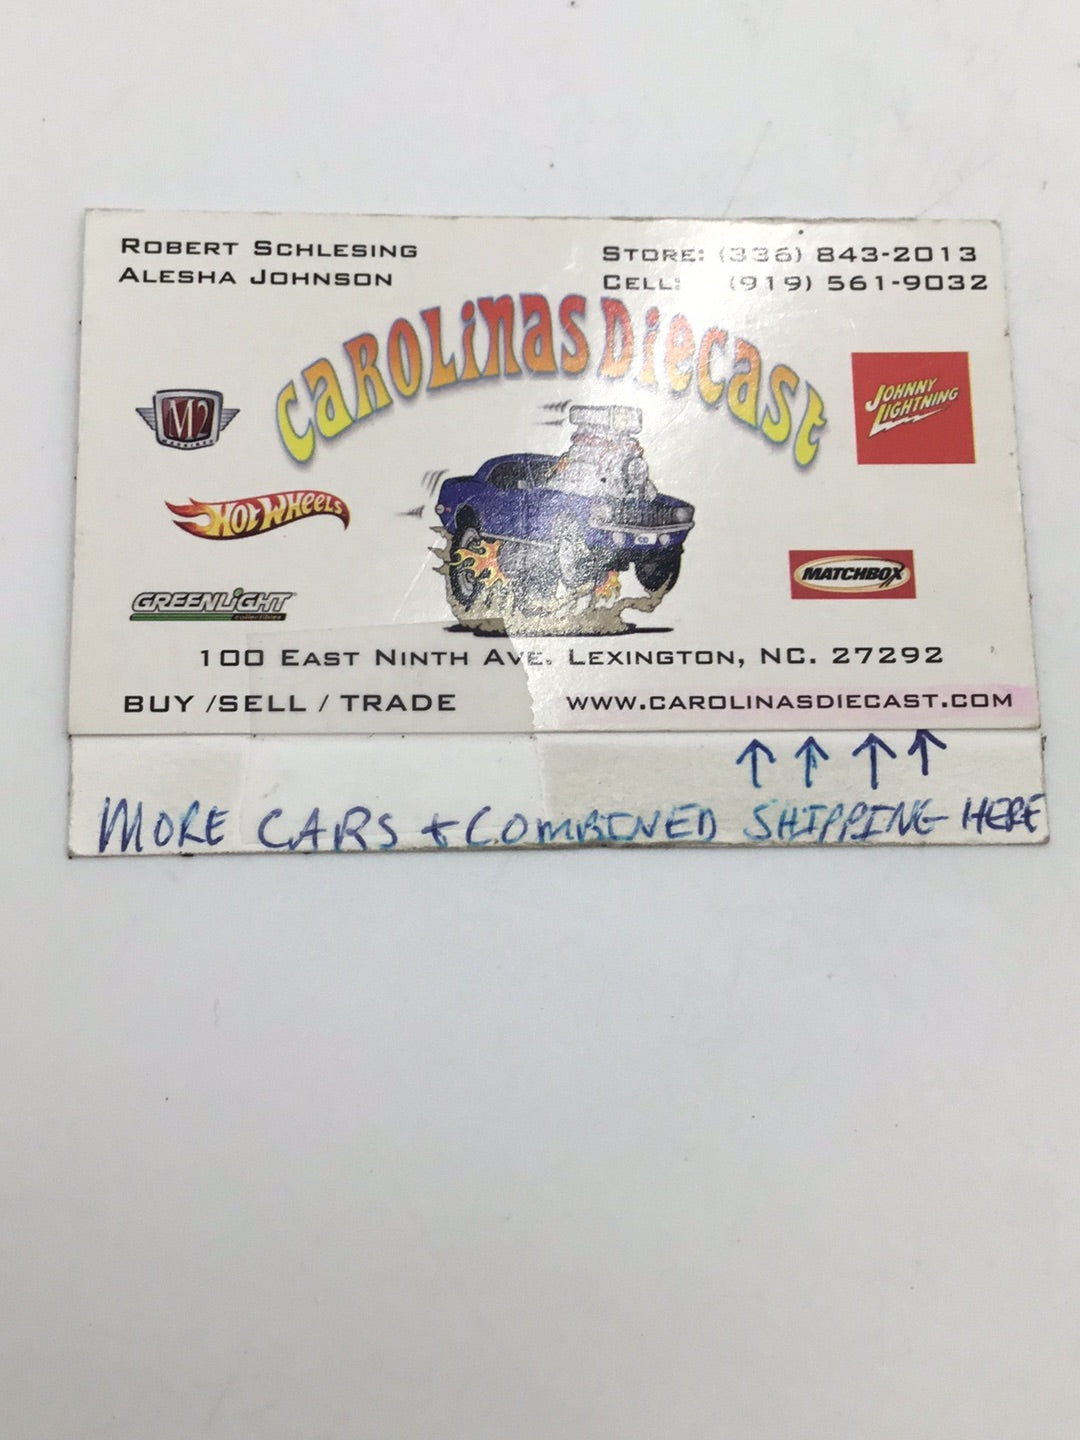 ROBERT SCHLESING
ALESHA JOHNSON
STORE: (336) 843-2013
CELL: (919) 561-9032
CAROLINAS DIECAST
M2
JOHNNY
LIGHTNING
HOT WHEELS
MATCHBOX
GREENLIGHT
collectibles
CD
100 EAST NINTH AVE. LEXINGTON, NC. 27292
BUY /SELL / TRADE
WWW.CAROLINASDIECAST.COM
↑ ↑ ↑ ↑
MORE CARS + COMBINED SHIPPING HERE